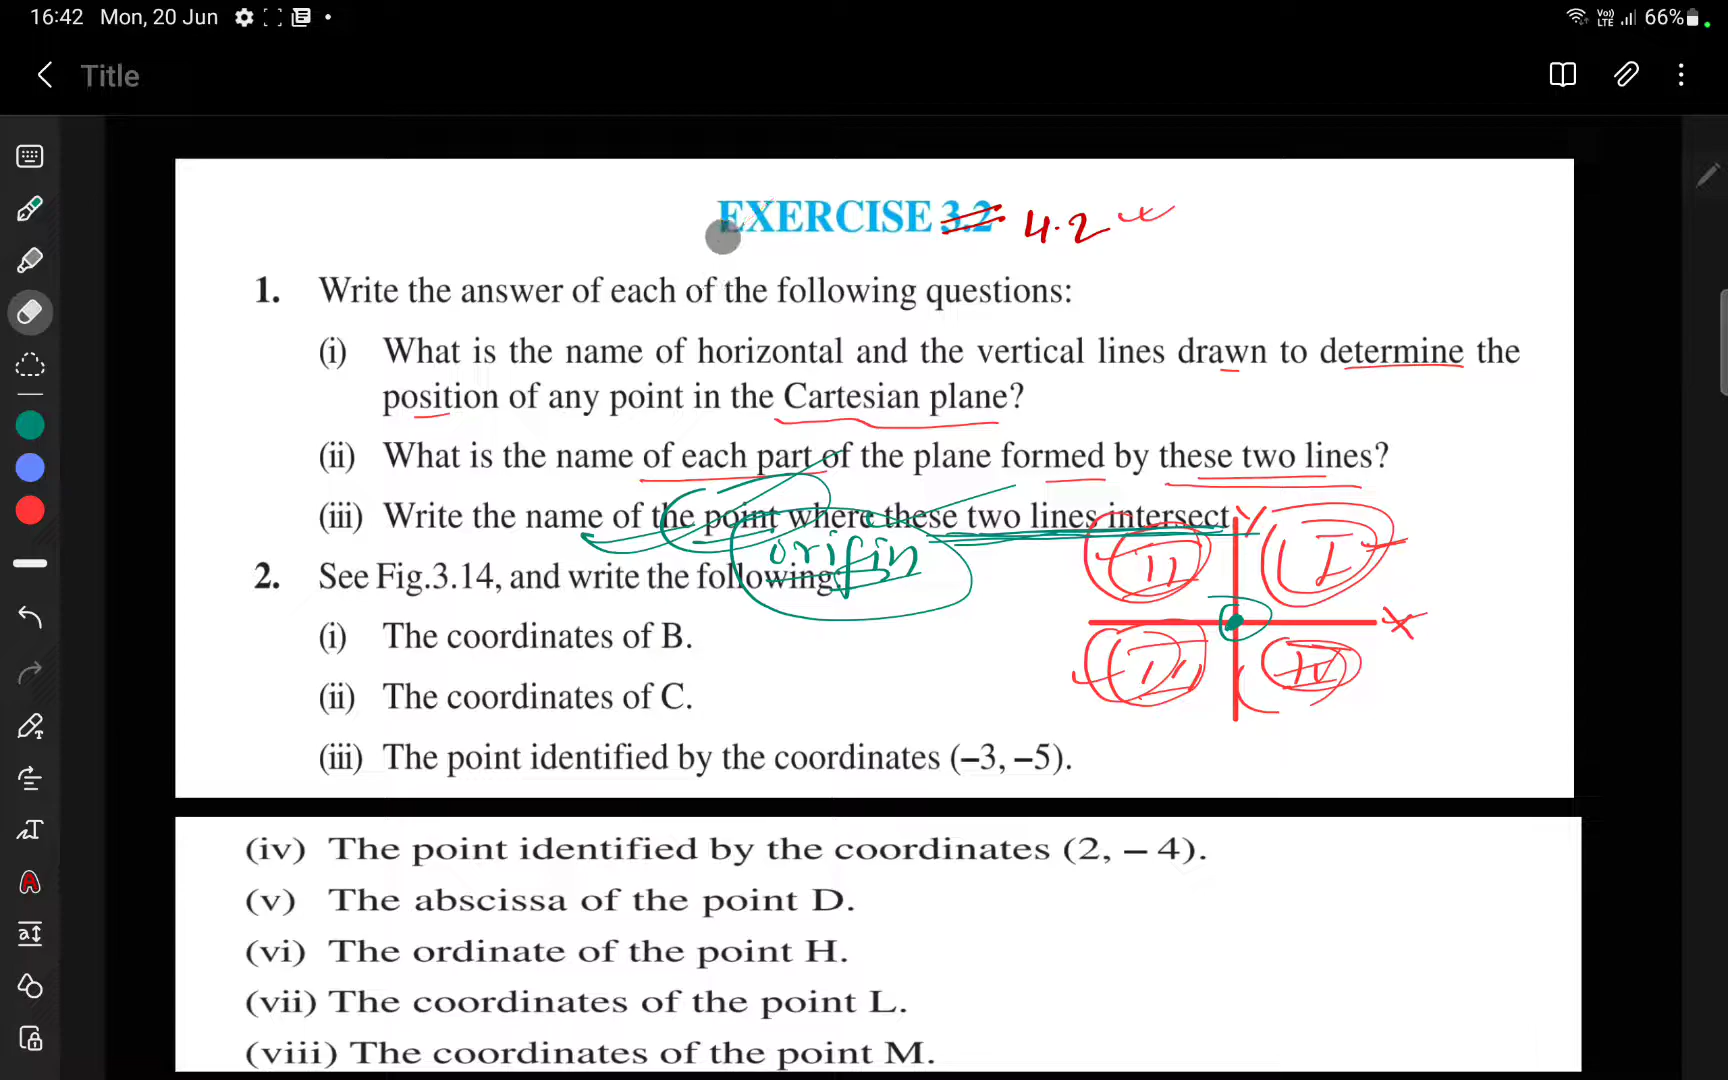 16:42 Mon, 20 Jun
66%
Title
EXERCISE 3.2 4.2
1. Write the answer of each of the following questions:
(i) What is the name of horizontal and the vertical lines drawn to determine the
position of any point in the Cartesian plane?
(ii) What is the name of each part of the plane formed by these two lines?
(iii) Write the name of the point where these two lines intersect
Y
origin
II
I
2. See Fig.3.14, and write the following:
X
(i) The coordinates of B.
III
IV
(ii) The coordinates of C.
(iii) The point identified by the coordinates (–3, –5).
(iv) The point identified by the coordinates (2, – 4).
(v) The abscissa of the point D.
(vi) The ordinate of the point H.
(vii) The coordinates of the point L.
(viii) The coordinates of the point M.